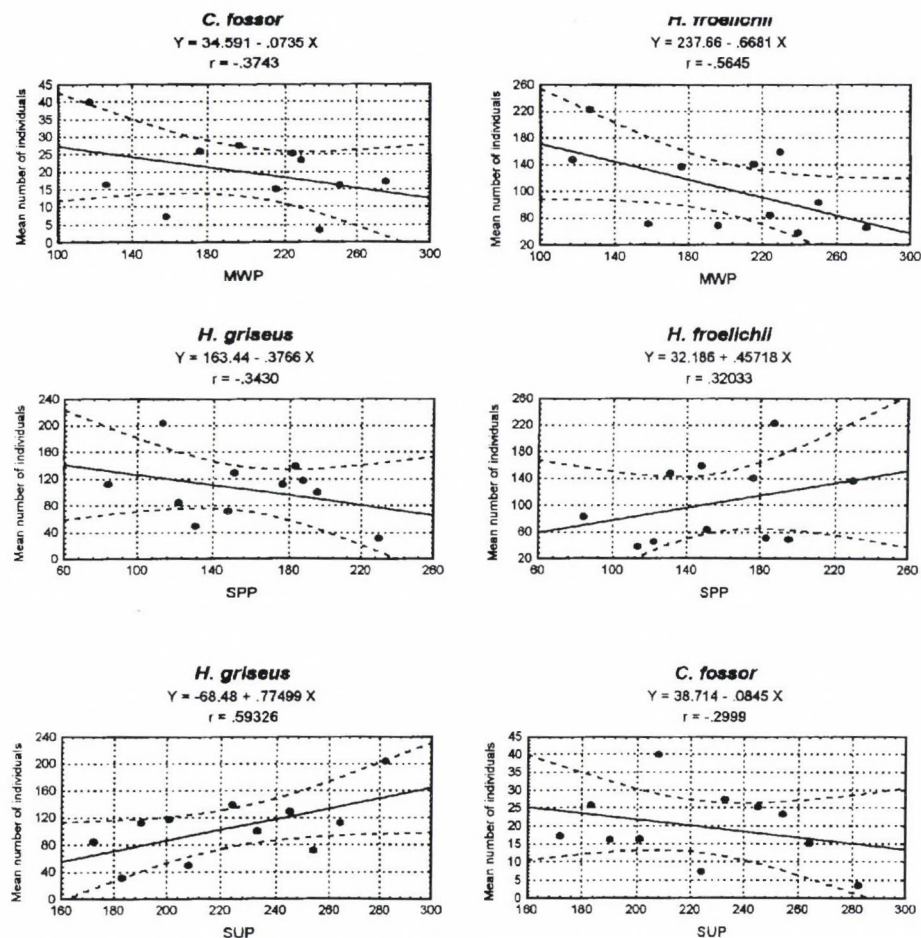 C. fossor
Y = 34.591 - .0735 X
r = -.3743
Mean number of individuals
45
40
35
30
25
20
15
10
5
0
100 140 180 220 260 300
MWP
H. froelichii
Y = 237.66 - .6681 X
r = -.5645
Mean number of individuals
260
220
180
140
100
60
20
100 140 180 220 260 300
MWP
H. griseus
Y = 163.44 - .3766 X
r = -.3430
Mean number of individuals
240
200
160
120
80
40
0
60 100 140 180 220 260
SPP
H. froelichii
Y = 32.186 + .45718 X
r = .32033
Mean number of individuals
260
220
180
140
100
60
20
60 100 140 180 220 260
SPP
H. griseus
Y = -68.48 + .77499 X
r = .59326
Mean number of individuals
240
200
160
120
80
40
0
160 180 200 220 240 260 280 300
SUP
C. fossor
Y = 38.714 - .0845 X
r = -.2999
Mean number of individuals
45
40
35
30
25
20
15
10
5
0
160 180 200 220 240 260 280 300
SUP